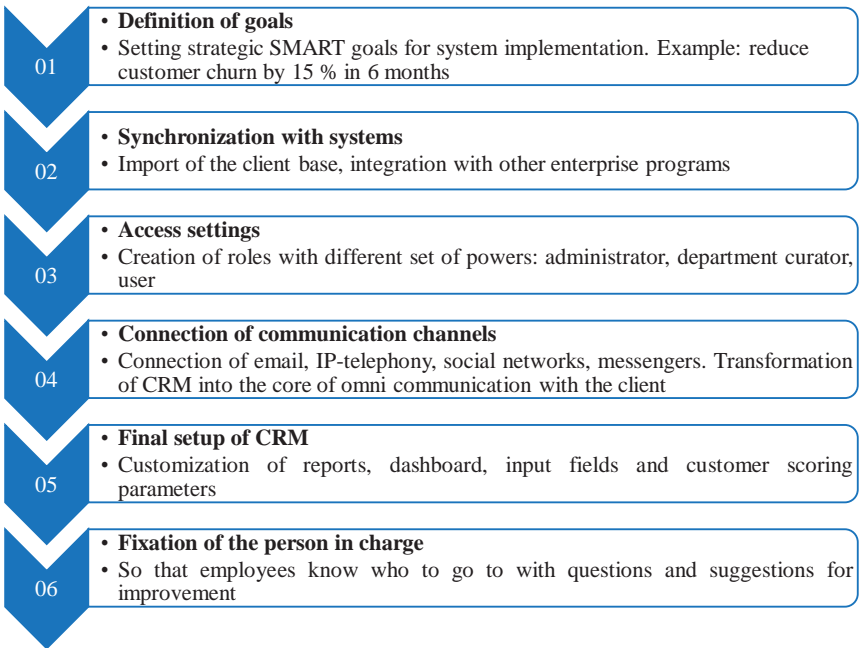 01
• Definition of goals
• Setting strategic SMART goals for system implementation. Example: reduce
customer churn by 15 % in 6 months
02
• Synchronization with systems
• Import of the client base, integration with other enterprise programs
03
• Access settings
• Creation of roles with different set of powers: administrator, department curator,
user
04
• Connection of communication channels
• Connection of email, IP-telephony, social networks, messengers. Transformation
of CRM into the core of omni communication with the client
05
• Final setup of CRM
• Customization of reports, dashboard, input fields and customer scoring
parameters
06
• Fixation of the person in charge
• So that employees know who to go to with questions and suggestions for
improvement